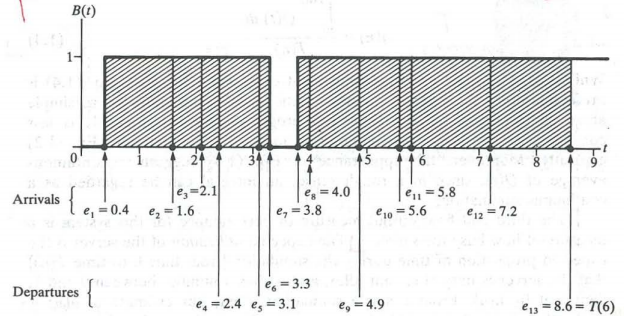 B(t)
1
0 1 2 3 4 5 6 7 8 9 t
Arrivals
e3=2.1
e8 = 4.0
e11 = 5.8
e1 = 0.4
e2 = 1.6
e7 = 3.8
e10 = 5.6
e12 = 7.2
Departures
e6 = 3.3
e4 = 2.4
e5 = 3.1
e9 = 4.9
e13 = 8.6 = T(6)